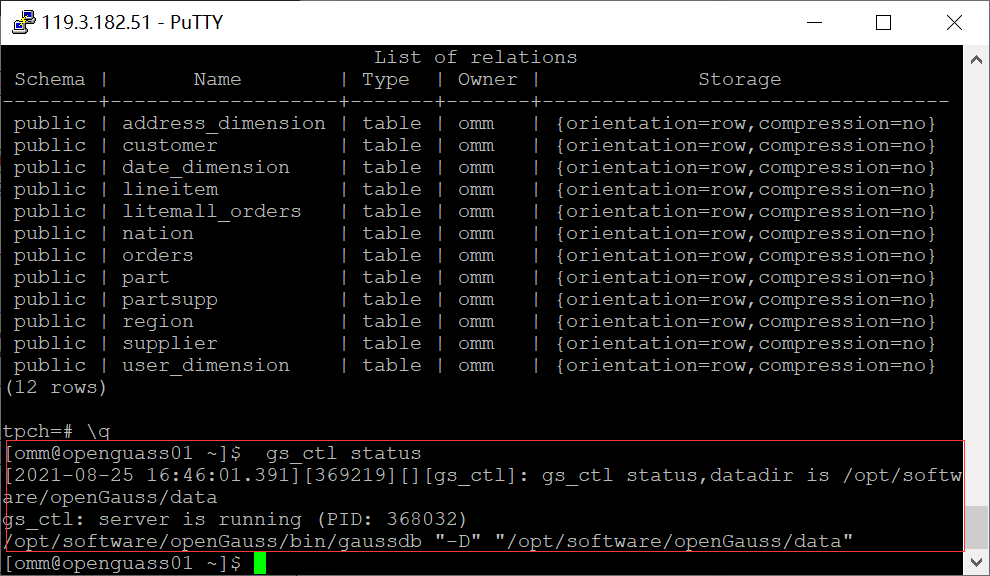 119.3.182.51 - PuTTY
List of relations
Schema | Name | Type | Owner | Storage
--------+-------------------+-------+-------+----------------------------------
public | address_dimension | table | omm | {orientation=row,compression=no}
public | customer | table | omm | {orientation=row,compression=no}
public | date_dimension | table | omm | {orientation=row,compression=no}
public | lineitem | table | omm | {orientation=row,compression=no}
public | litemall_orders | table | omm | {orientation=row,compression=no}
public | nation | table | omm | {orientation=row,compression=no}
public | orders | table | omm | {orientation=row,compression=no}
public | part | table | omm | {orientation=row,compression=no}
public | partsupp | table | omm | {orientation=row,compression=no}
public | region | table | omm | {orientation=row,compression=no}
public | supplier | table | omm | {orientation=row,compression=no}
public | user_dimension | table | omm | {orientation=row,compression=no}
(12 rows)
tpch=# \q
[omm@openguass01 ~]$  gs_ctl status
[2021-08-25 16:46:01.391][369219][][gs_ctl]: gs_ctl status,datadir is /opt/softw
are/openGauss/data
gs_ctl: server is running (PID: 368032)
/opt/software/openGauss/bin/gaussdb "-D" "/opt/software/openGauss/data"
[omm@openguass01 ~]$